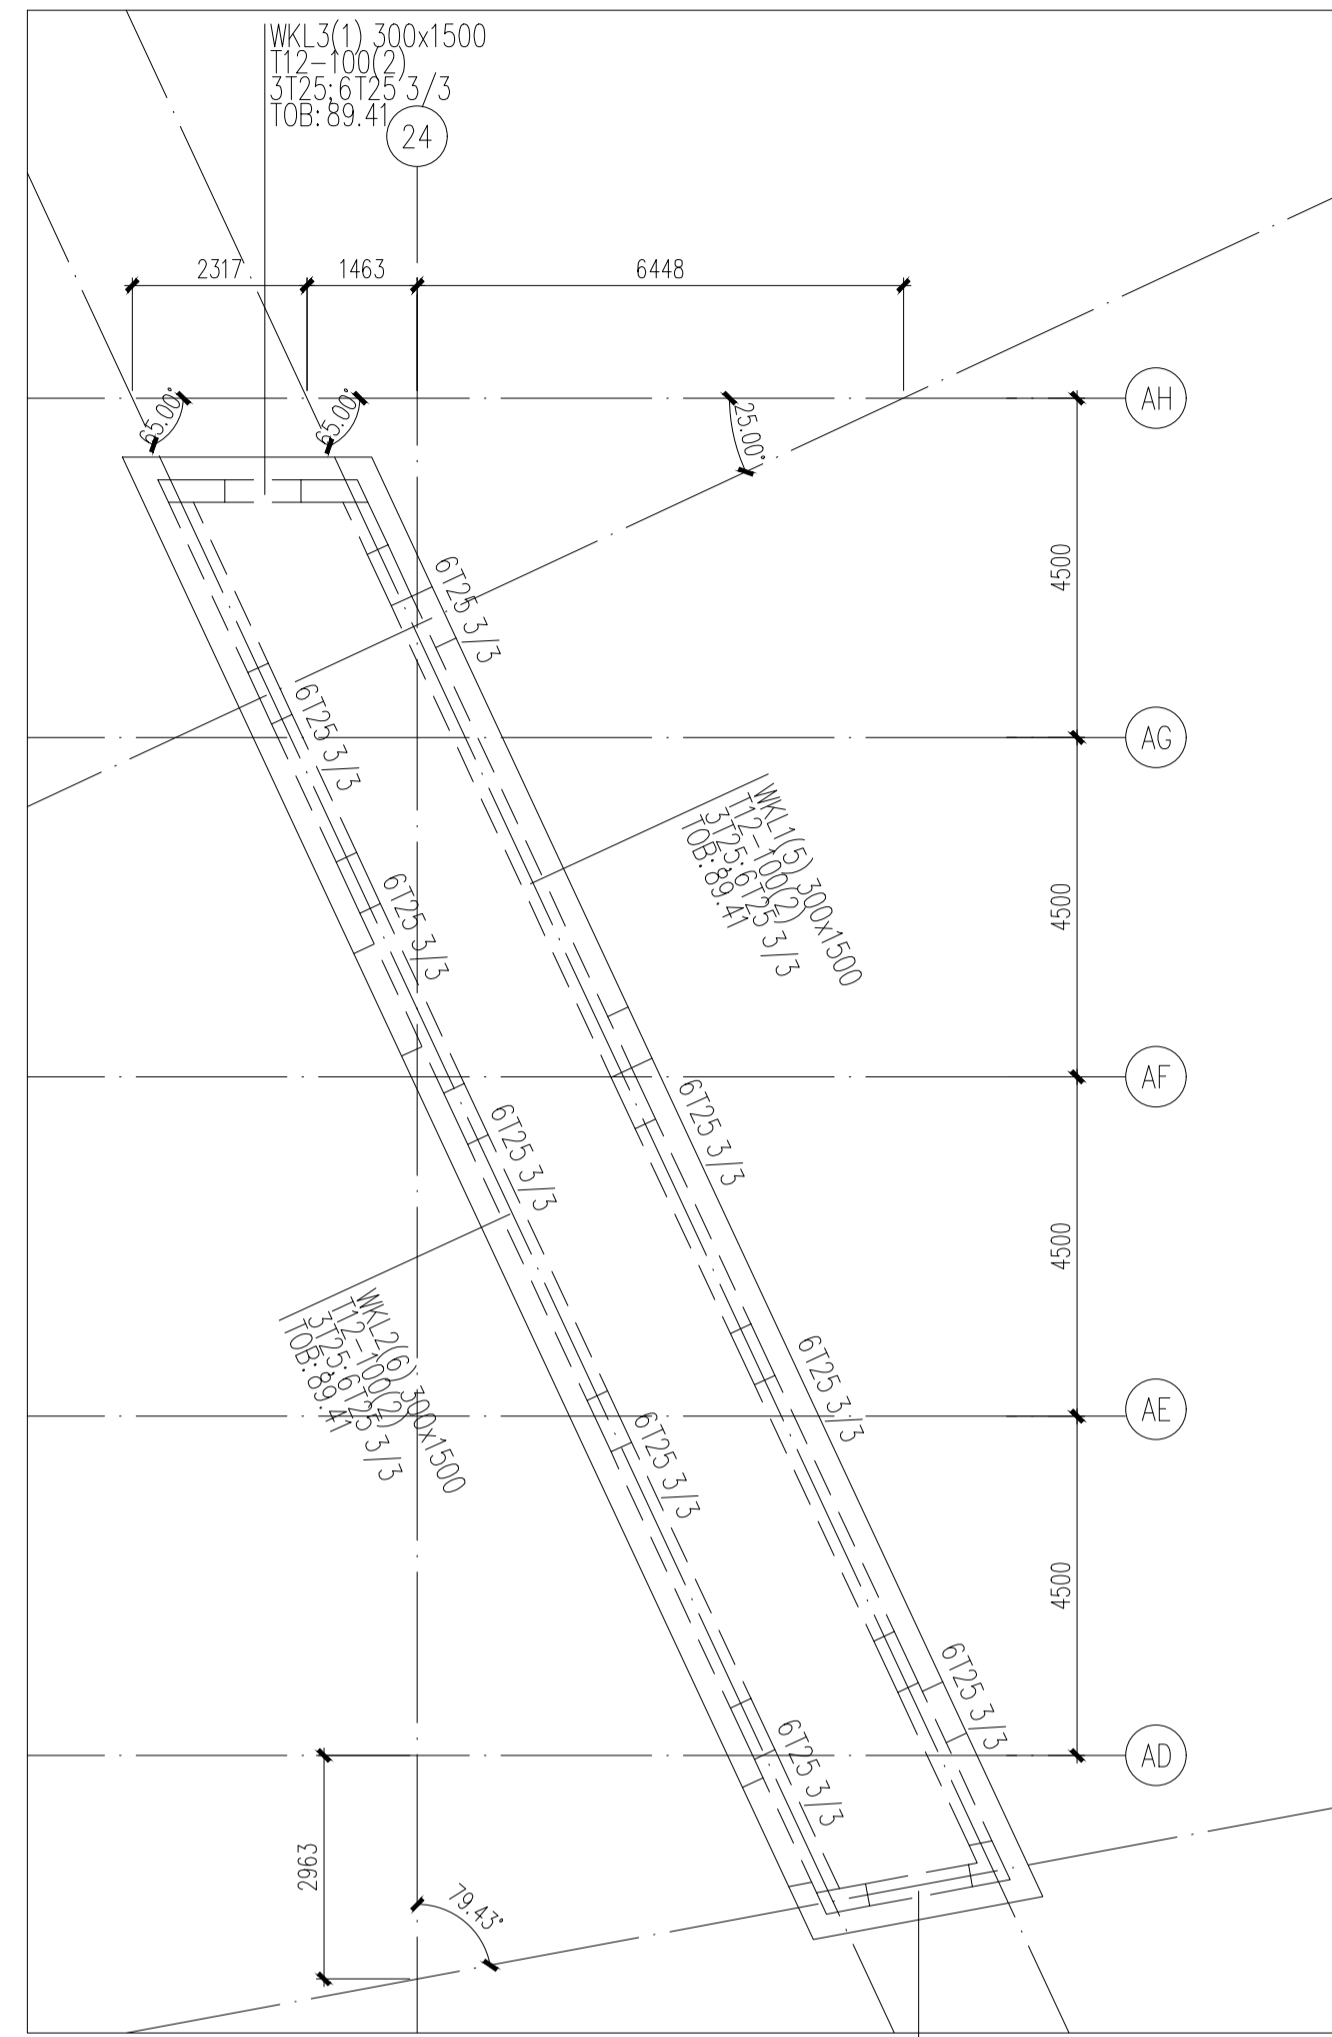 WKL3(1) 300x1500
T12-100(2)
3T25;6T25 3/3
TOB:89.41
24
2317
1463
6448
65.00°
65.00°
25.00°
AH
4500
6T25 3/3
6T25 3/3
AG
WKL1(5) 300x1500
T12-100(2)
3T25;6T25 3/3
TOB:89.41
4500
6T25 3/3
AF
6T25 3/3
6T25 3/3
4500
WKL2(6) 300x1500
T12-100(2)
3T25;6T25 3/3
TOB:89.41
6T25 3/3
AE
6T25 3/3
4500
6T25 3/3
6T25 3/3
AD
2963
79.43°